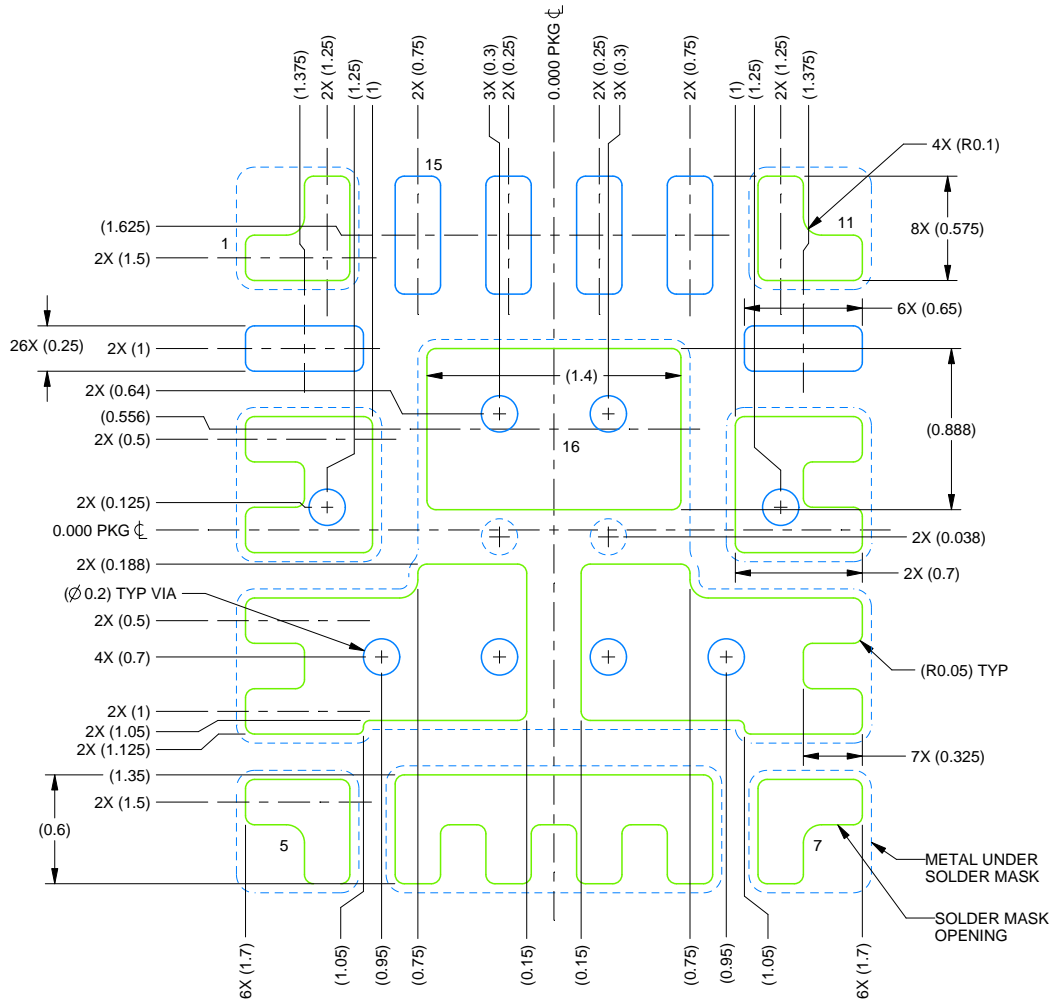 (1.375)
2X (1.25)
(1.25)
(1)
2X (0.75)
3X (0.3)
2X (0.25)
0.000 PKG ℄
2X (0.25)
3X (0.3)
2X (0.75)
(1)
(1.25)
2X (1.25)
(1.375)
15
4X (R0.1)
(1.625)
1
11
8X (0.575)
2X (1.5)
6X (0.65)
26X (0.25)
2X (1)
(1.4)
2X (0.64)
(0.556)
16
(0.888)
2X (0.5)
2X (0.125)
0.000 PKG ℄
2X (0.038)
2X (0.188)
2X (0.7)
(Ø 0.2) TYP VIA
2X (0.5)
4X (0.7)
(R0.05) TYP
2X (1)
2X (1.05)
2X (1.125)
7X (0.325)
(1.35)
2X (1.5)
(0.6)
5
7
METAL UNDER
SOLDER MASK
SOLDER MASK
OPENING
6X (1.7)
(1.05)
(0.95)
(0.75)
(0.15)
(0.15)
(0.75)
(0.95)
(1.05)
6X (1.7)